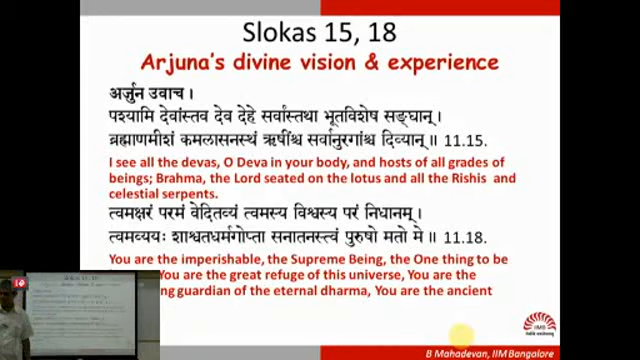 Slokas 15, 18
Arjuna's divine vision & experience
अर्जुन उवाच।
पश्यामि देवांस्तव देव देहे सर्वांस्तथा भूतविशेष सङ्घान्।
ब्रह्माणमीशं कमलासनस्थं ऋषींश्च सर्वानुरगांश्च दिव्यान्॥ 11.15.
I see all the devas, O Deva in your body, and hosts of all grades of
beings; Brahma, the Lord seated on the lotus and all the Rishis and
celestial serpents.
त्वमक्षरं परमं वेदितव्यं त्वमस्य विश्वस्य परं निधानम्।
त्वमव्ययः शाश्वतधर्मगोप्ता सनातनस्त्वं पुरुषो मतो मे॥ 11.18.
You are the imperishable, the Supreme Being, the One thing to be
You are the great refuge of this universe, You are the
guardian of the eternal dharma, You are the ancient
IIMB
B Mahadevan, IIM Bangalore